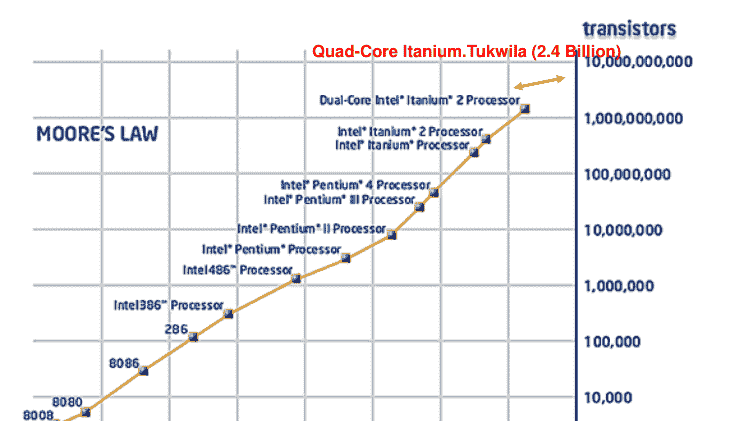 transistors
Quad-Core Itanium.Tukwila (2.4 Billion)
10,000,000,000
Dual-Core Intel® Itanium® 2 Processor
1,000,000,000
MOORE'S LAW
Intel® Itanium® 2 Processor
Intel® Itanium® Processor
100,000,000
Intel® Pentium® 4 Processor
Intel® Pentium® III Processor
10,000,000
Intel® Pentium® II Processor
Intel® Pentium® Processor
Intel486™ Processor
1,000,000
Intel386™ Processor
286
100,000
8086
10,000
8080
8008